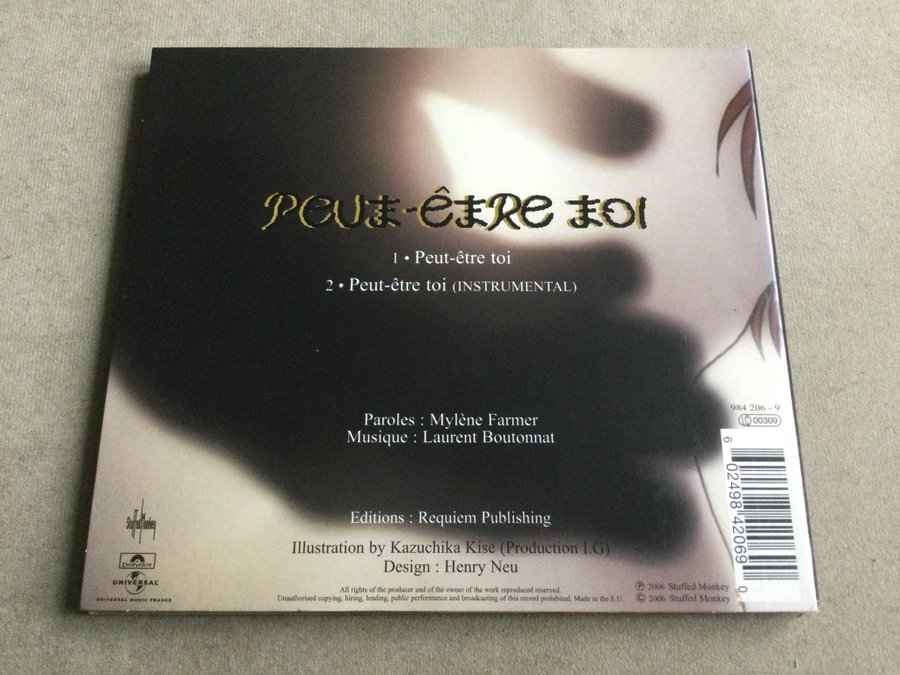 Peut-être toi
1 • Peut-être toi
2 • Peut-être toi (INSTRUMENTAL)
Paroles : Mylène Farmer
Musique : Laurent Boutonnat
984 206 - 9
LC 00309
6 02498 42069 0
Editions : Requiem Publishing
Illustration by Kazuchika Kise (Production I.G)
Design : Henry Neu
Stuffed Monkey
polydor
UNIVERSAL
UNIVERSAL MUSIC FRANCE
All rights of the producer and of the owner of the work reproduced reserved.
Unauthorised copying, hiring, lending, public performance and broadcasting of this record prohibited. Made in the E.U.
℗ 2006 Stuffed Monkey
© 2006 Stuffed Monkey